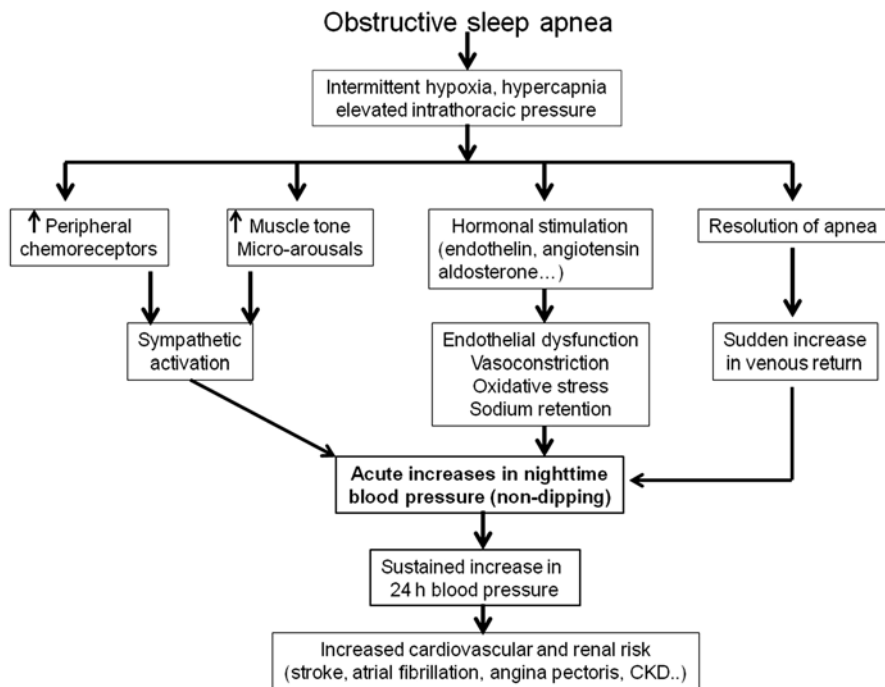 Obstructive sleep apnea
Intermittent hypoxia, hypercapnia
elevated intrathoracic pressure
↑ Peripheral
chemoreceptors
↑ Muscle tone
Micro-arousals
Hormonal stimulation
(endothelin, angiotensin
aldosterone…)
Resolution of apnea
Sympathetic
activation
Endothelial dysfunction
Vasoconstriction
Oxidative stress
Sodium retention
Sudden increase
in venous return
Acute increases in nighttime
blood pressure (non-dipping)
Sustained increase in
24 h blood pressure
Increased cardiovascular and renal risk
(stroke, atrial fibrillation, angina pectoris, CKD..)